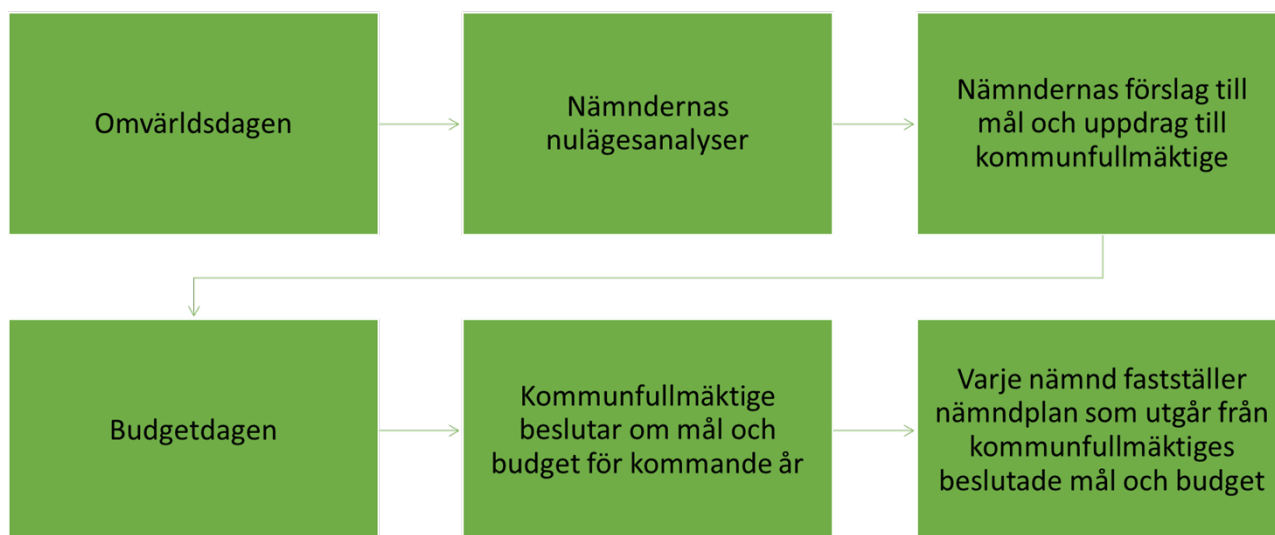 Omvärldsdagen
Nämndernas
nulägesanalyser
Nämndernas förslag till
mål och uppdrag till
kommunfullmäktige
Budgetdagen
Kommunfullmäktige
beslutar om mål och
budget för kommande år
Varje nämnd fastställer
nämndplan som utgår från
kommunfullmäktiges
beslutade mål och budget